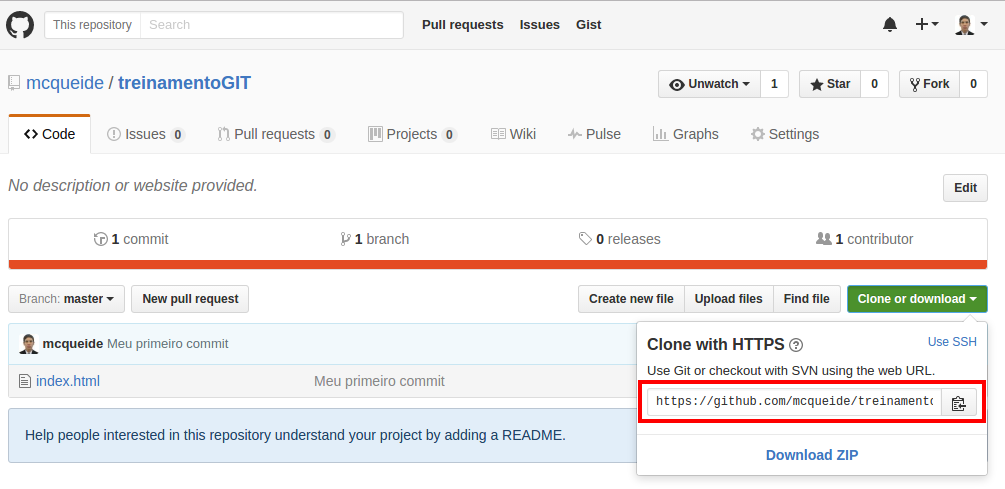 This repository Search Pull requests Issues Gist
mcqueide / treinamentoGIT Unwatch 1 Star 0 Fork 0
Code Issues 0 Pull requests 0 Projects 0 Wiki Pulse Graphs Settings
No description or website provided. Edit
1 commit 1 branch 0 releases 1 contributor
Branch: master New pull request Create new file Upload files Find file Clone or download
mcqueide Meu primeiro commit
index.html Meu primeiro commit
Help people interested in this repository understand your project by adding a README.
Clone with HTTPS ? Use SSH
Use Git or checkout with SVN using the web URL.
https://github.com/mcqueide/treinamento
Download ZIP